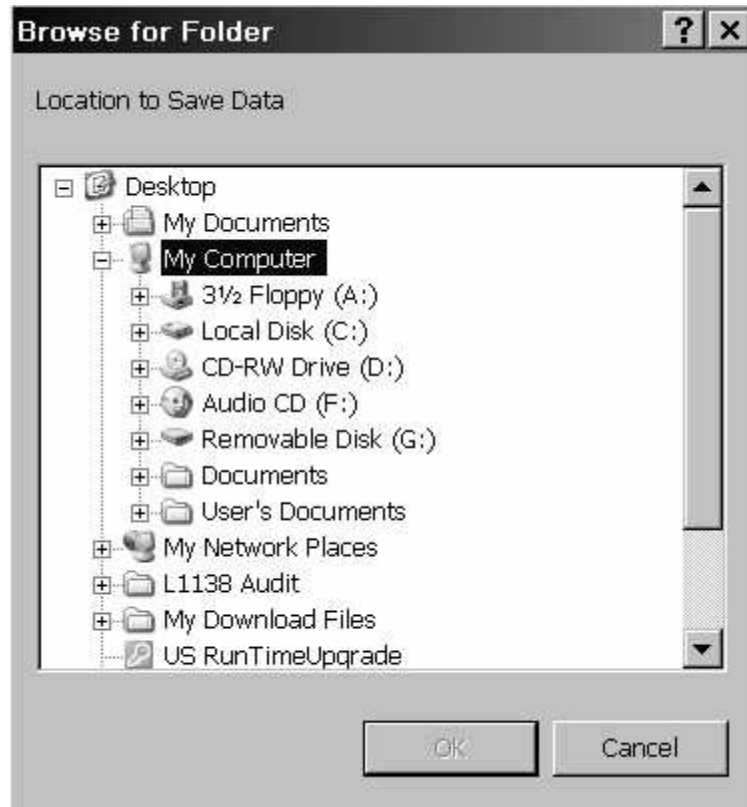 Browse for Folder
Location to Save Data
Desktop
My Documents
My Computer
3½ Floppy (A:)
Local Disk (C:)
CD-RW Drive (D:)
Audio CD (F:)
Removable Disk (G:)
Documents
User's Documents
My Network Places
L1138 Audit
My Download Files
US RunTimeUpgrade
OK
Cancel